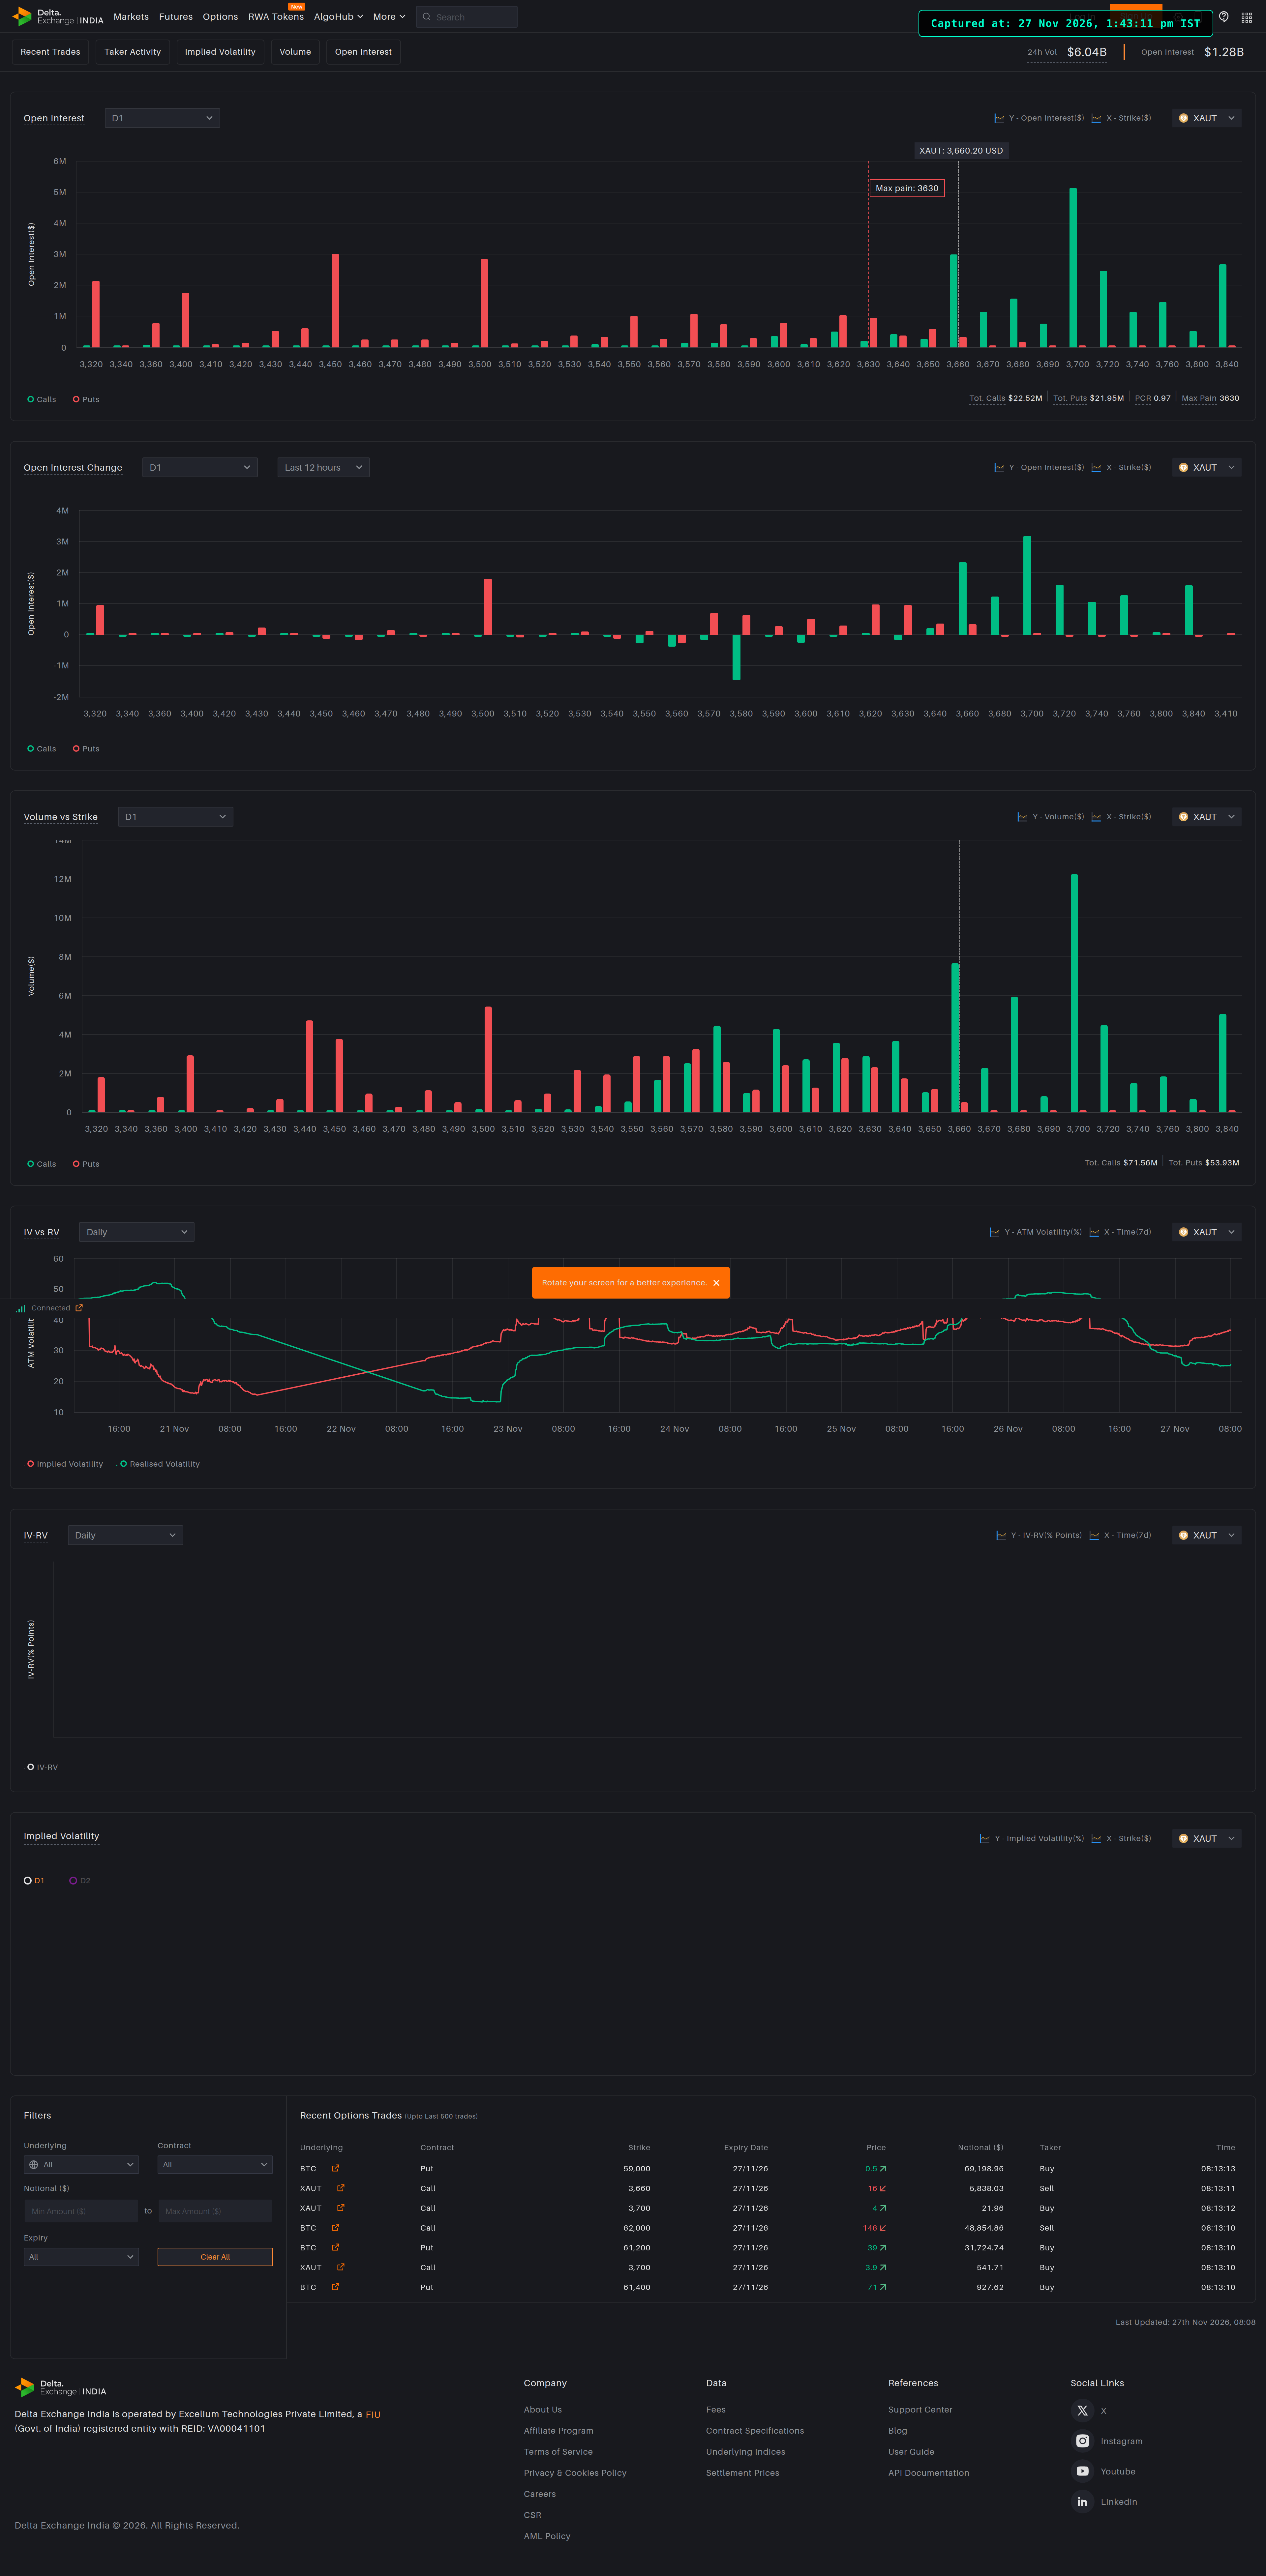 Delta.
Exchange | INDIA
Markets Futures Options RWA Tokens New AlgoHub More Search
Captured at: 27 Nov 2026, 1:43:11 pm IST
Recent Trades Taker Activity Implied Volatility Volume Open Interest
24h Vol $6.04B Open Interest $1.28B
Open Interest D1 Y - Open Interest($) X - Strike($) XAUT
XAUT: 3,660.20 USD
Max pain: 3630
Open Interest($)
6M
5M
4M
3M
2M
1M
0
3,320 3,340 3,360 3,400 3,410 3,420 3,430 3,440 3,450 3,460 3,470 3,480 3,490 3,500 3,510 3,520 3,530 3,540 3,550 3,560 3,570 3,580 3,590 3,600 3,610 3,620 3,630 3,640 3,650 3,660 3,670 3,680 3,690 3,700 3,720 3,740 3,760 3,800 3,840
Calls Puts
Tot. Calls $22.52M Tot. Puts $21.95M PCR 0.97 Max Pain 3630
Open Interest Change D1 Last 12 hours Y - Open Interest($) X - Strike($) XAUT
Open Interest($)
4M
3M
2M
1M
0
-1M
-2M
3,320 3,340 3,360 3,400 3,420 3,430 3,440 3,450 3,460 3,470 3,480 3,490 3,500 3,510 3,520 3,530 3,540 3,550 3,560 3,570 3,580 3,590 3,600 3,610 3,620 3,630 3,640 3,660 3,680 3,700 3,720 3,740 3,760 3,800 3,840 3,410
Calls Puts
Volume vs Strike D1 Y - Volume($) X - Strike($) XAUT
Volume($)
14M
12M
10M
8M
6M
4M
2M
0
3,320 3,340 3,360 3,400 3,410 3,420 3,430 3,440 3,450 3,460 3,470 3,480 3,490 3,500 3,510 3,520 3,530 3,540 3,550 3,560 3,570 3,580 3,590 3,600 3,610 3,620 3,630 3,640 3,650 3,660 3,670 3,680 3,690 3,700 3,720 3,740 3,760 3,800 3,840
Calls Puts
Tot. Calls $71.56M Tot. Puts $53.93M
IV vs RV Daily Y - ATM Volatility(%) X - Time(7d) XAUT
60
50
Rotate your screen for a better experience.
Connected
ATM Volatilit
40
30
20
10
16:00 21 Nov 08:00 16:00 22 Nov 08:00 16:00 23 Nov 08:00 16:00 24 Nov 08:00 16:00 25 Nov 08:00 16:00 26 Nov 08:00 16:00 27 Nov 08:00
Implied Volatility Realised Volatility
IV-RV Daily Y - IV-RV(% Points) X - Time(7d) XAUT
IV-RV(% Points)
IV-RV
Implied Volatility Y - Implied Volatility(%) X - Strike($) XAUT
D1 D2
Filters
Underlying Contract
All All
Notional ($)
Min Amount ($) to Max Amount ($)
Expiry
All Clear All
Recent Options Trades (Upto Last 500 trades)
Underlying Contract Strike Expiry Date Price Notional ($) Taker Time
BTC Put 59,000 27/11/26 0.5 69,198.96 Buy 08:13:13
XAUT Call 3,660 27/11/26 16 5,838.03 Sell 08:13:11
XAUT Call 3,700 27/11/26 4 21.96 Buy 08:13:12
BTC Call 62,000 27/11/26 146 48,854.86 Sell 08:13:10
BTC Put 61,200 27/11/26 39 31,724.74 Buy 08:13:10
XAUT Call 3,700 27/11/26 3.9 541.71 Buy 08:13:10
BTC Put 61,400 27/11/26 71 927.62 Buy 08:13:10
Last Updated: 27th Nov 2026, 08:08
Delta.
Exchange | INDIA
Delta Exchange India is operated by Excelium Technologies Private Limited, a FIU
(Govt. of India) registered entity with REID: VA00041101
Delta Exchange India © 2026. All Rights Reserved.
Company
About Us
Affiliate Program
Terms of Service
Privacy & Cookies Policy
Careers
CSR
AML Policy
Data
Fees
Contract Specifications
Underlying Indices
Settlement Prices
References
Support Center
Blog
User Guide
API Documentation
Social Links
X
Instagram
Youtube
Linkedin